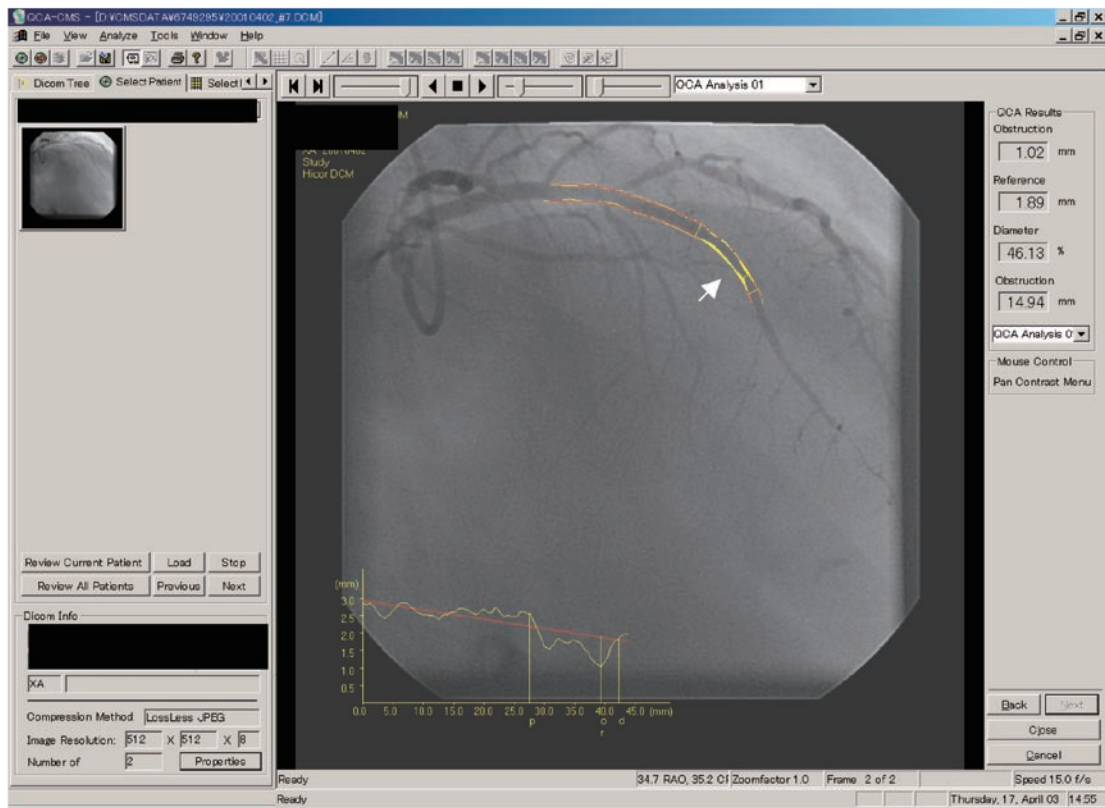 QCA-CMS - [D:¥CMSDATA¥6749295¥20010402_#7.DCM]
File View Analyze Tools Window Help
Dicom Tree Select Patient Select
QCA Analysis 01
Study
Hicor DCM
QCA Results
Obstruction
1.02 mm
Reference
1.89 mm
Diameter
46.13 %
Obstruction
14.94 mm
QCA Analysis 0
Mouse Control
Pan Contrast Menu
Review Current Patient Load Stop
Review All Patients Previous Next
Dicom Info
XA
Compression Method LossLess JPEG
Image Resolution: 512 X 512 X 8
Number of 2 Properties
(mm)
3.0
2.5
2.0
1.5
1.0
0.5
0.0 5.0 10.0 15.0 20.0 25.0 30.0 35.0 40.0 45.0 (mm)
p o d
r
Back Next
Close
Cancel
Ready 34.7 RAO, 35.2 CR Zoomfactor 1.0 Frame 2 of 2 Speed 15.0 f/s
Ready Thursday, 17, April 03 14:55